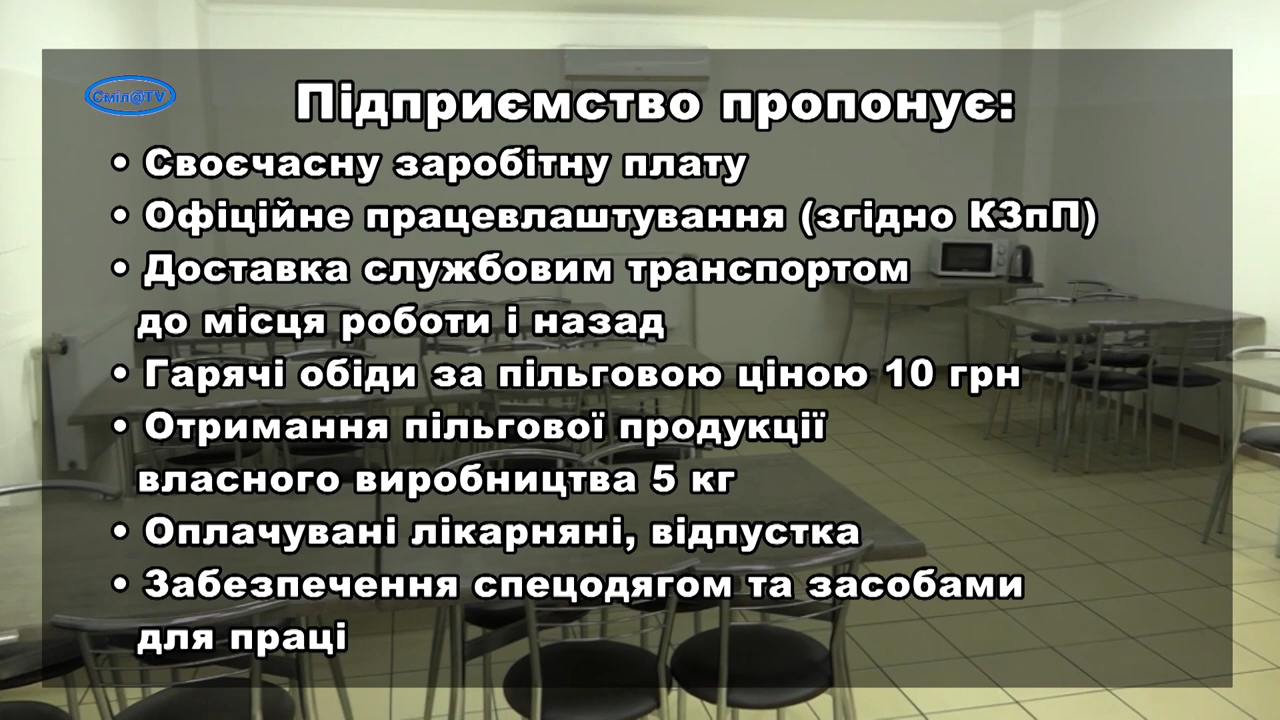 Сміл@TV
Підприємство пропонує:
• Своєчасну заробітну плату
• Офіційне працевлаштування (згідно КЗпП)
• Доставка службовим транспортом
до місця роботи і назад
• Гарячі обіди за пільговою ціною 10 грн
• Отримання пільгової продукції
власного виробництва 5 кг
• Оплачувані лікарняні, відпустка
• Забезпечення спецодягом та засобами
для праці